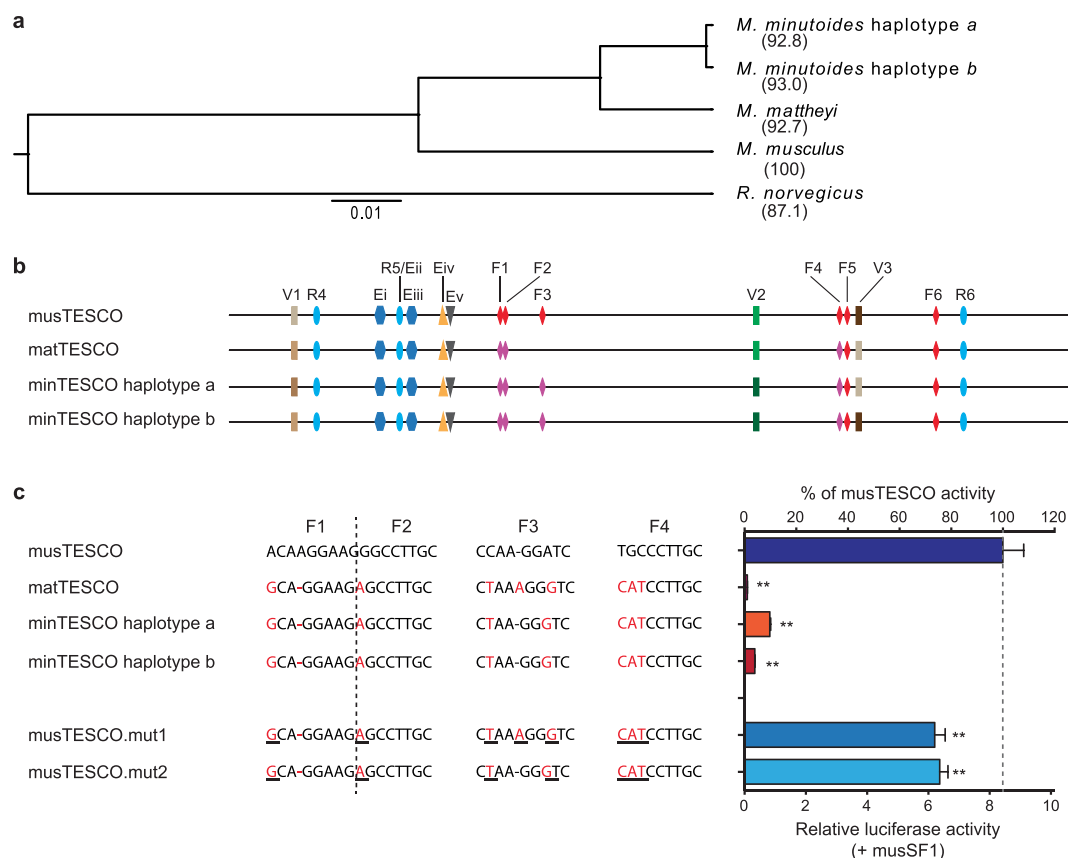 a
M. minutoides haplotype a
(92.8)
M. minutoides haplotype b
(93.0)
M. mattheyi
(92.7)
M. musculus
(100)
R. norvegicus
(87.1)
0.01
b
R5/Eii Eiv F1 F2 F4 F5 V3
V1 R4 Ei Eiii Ev F3 V2 F6 R6
musTESCO
matTESCO
minTESCO haplotype a
minTESCO haplotype b
c
% of musTESCO activity
0 20 40 60 80 100 120
F1 F2 F3 F4
musTESCO ACAAGGAAGGGCCTTGC CCAA-GGATC TGCCCTTGC
matTESCO GCA-GGAAGAGCCTTGC CTAAAGGGTC CATCCTTGC **
minTESCO haplotype a GCA-GGAAGAGCCTTGC CTAA-GGGTC CATCCTTGC **
minTESCO haplotype b GCA-GGAAGAGCCTTGC CTAA-GGGTC CATCCTTGC **
musTESCO.mut1 GCA-GGAAGAGCCTTGC CTAAAGGGTC CATCCTTGC **
musTESCO.mut2 GCA-GGAAGAGCCTTGC CTAA-GGGTC CATCCTTGC **
0 2 4 6 8 10
Relative luciferase activity
(+ musSF1)